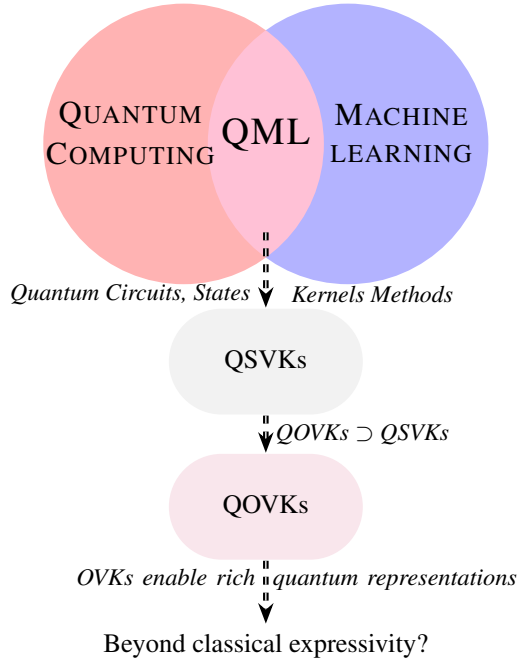 QUANTUM
COMPUTING
QML
MACHINE
LEARNING
Quantum Circuits, States
Kernels Methods
QSVKs
QOVKs ⊃ QSVKs
QOVKs
OVKs enable rich quantum representations
Beyond classical expressivity?